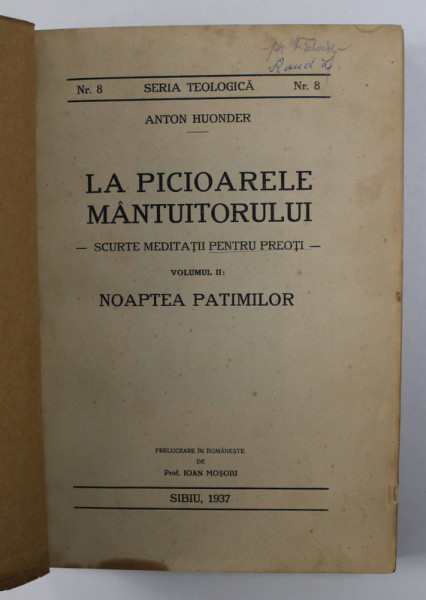 Nr. 8 SERIA TEOLOGICĂ Nr. 8
ANTON HUONDER
LA PICIOARELE
MÂNTUITORULUI
— SCURTE MEDITAȚII PENTRU PREOȚI —
VOLUMUL II:
NOAPTEA PATIMILOR
PRELUCRARE ÎN ROMÂNEȘTE
DE
Prof. IOAN MOȘOIU
SIBIU, 1937